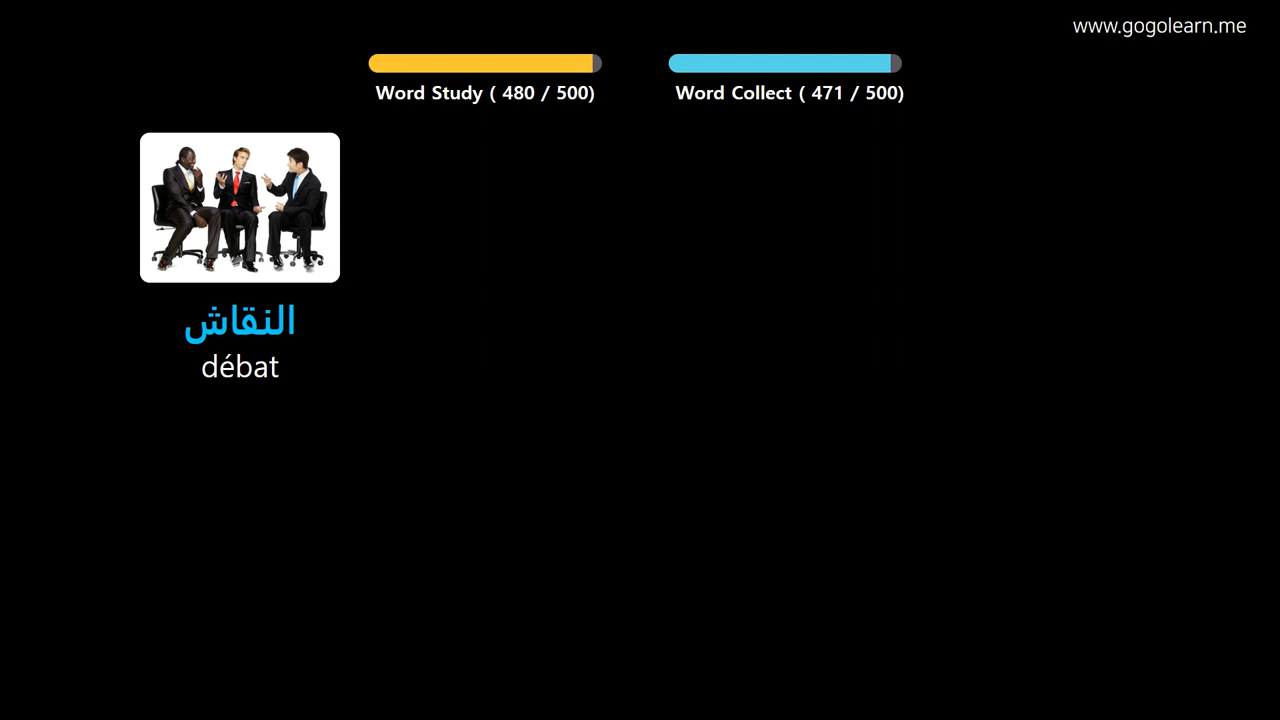 www.gogolearn.me
Word Study ( 480 / 500)
Word Collect ( 471 / 500)
النقاش
débat